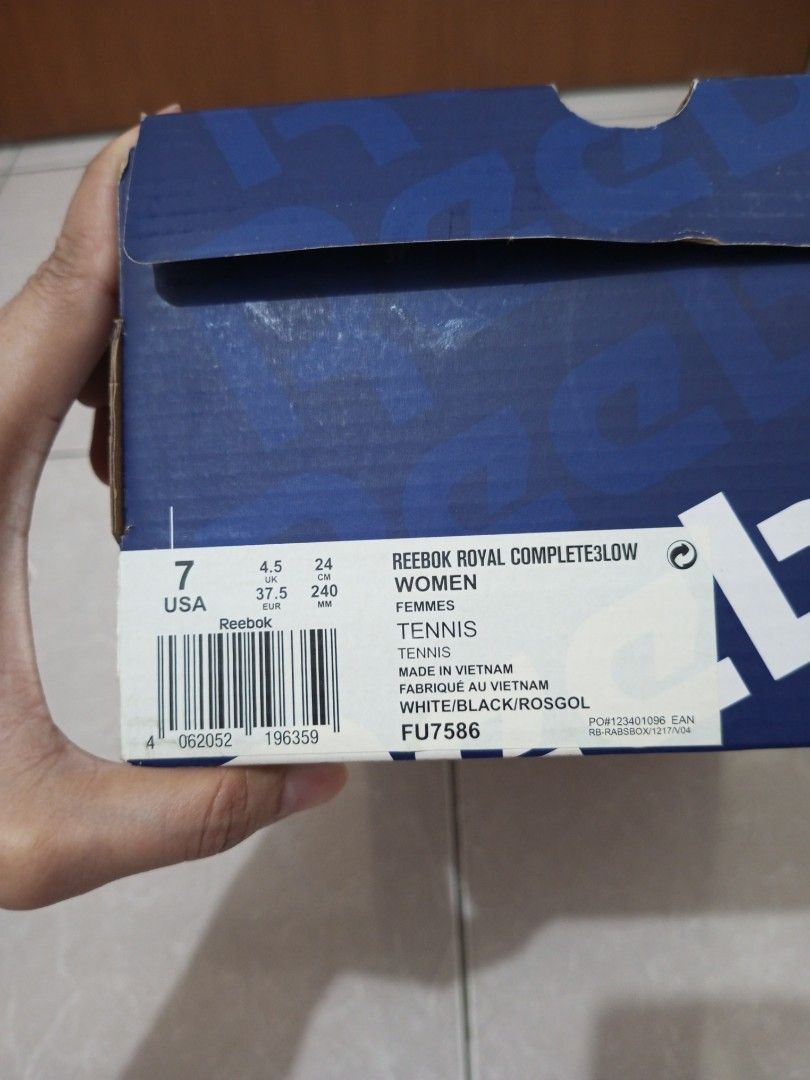 7
USA
4.5
UK
37.5
EUR
24
CM
240
MM
Reebok
4 062052 196359
REEBOK ROYAL COMPLETE3LOW
WOMEN
FEMMES
TENNIS
TENNIS
MADE IN VIETNAM
FABRIQUÉ AU VIETNAM
WHITE/BLACK/ROSGOL
FU7586
PO#123401096 EAN
RB-RABSBOX/1217/V04